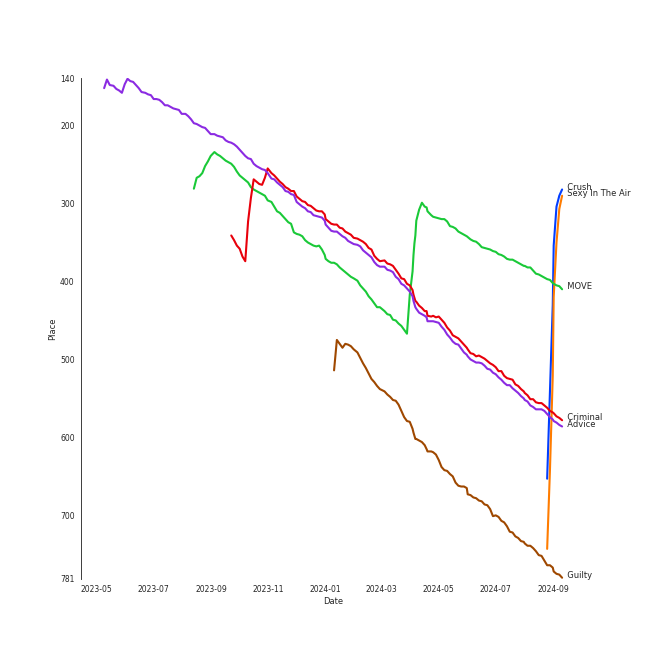 140
200
300
400
500
600
700
781
Place
2023-05
2023-07
2023-09
2023-11
2024-01
2024-03
2024-05
2024-07
2024-09
Date
Crush
Sexy In The Air
MOVE
Criminal
Advice
Guilty